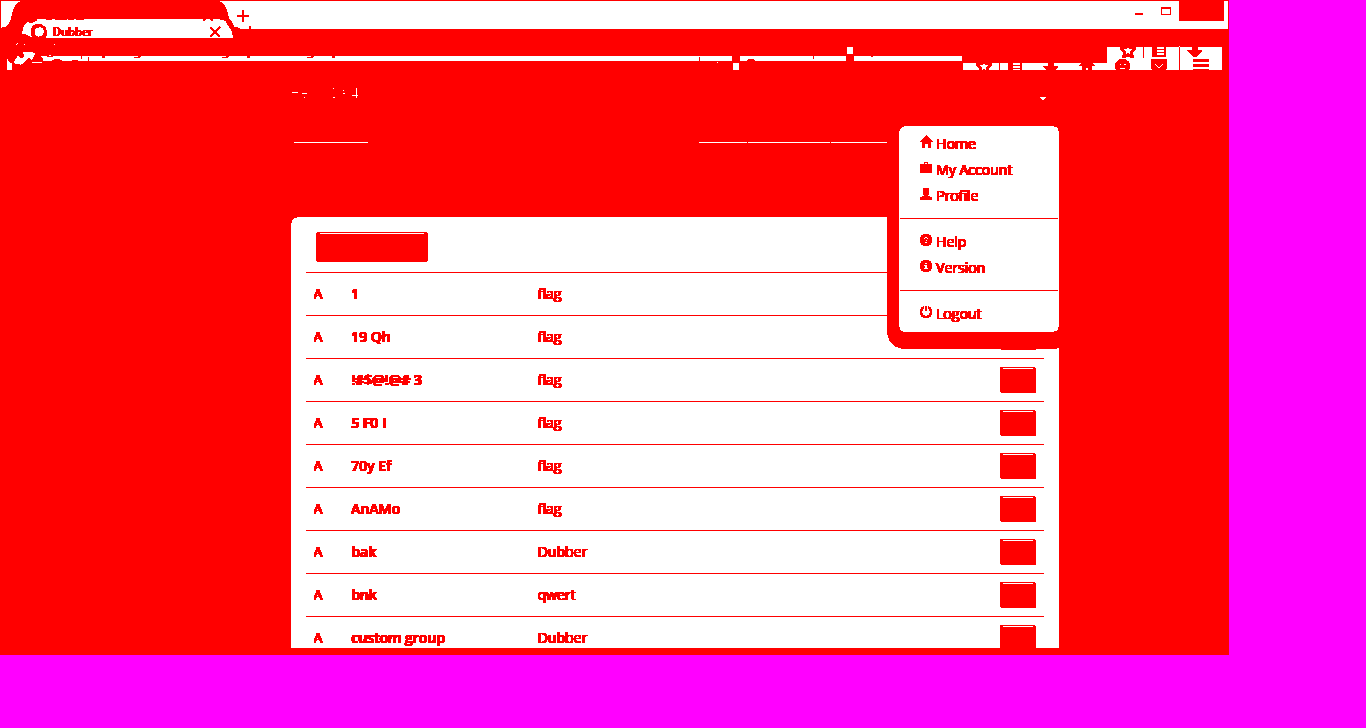 Dubber
Home
My Account
Profile
Help
Version
Logout
A 1 flag
A 19 Qh flag
A !#$@!@# 3 flag
A 5 F0 I flag
A 70y Ef flag
A AnAMo flag
A bak Dubber
A bnk qwert
A custom group Dubber